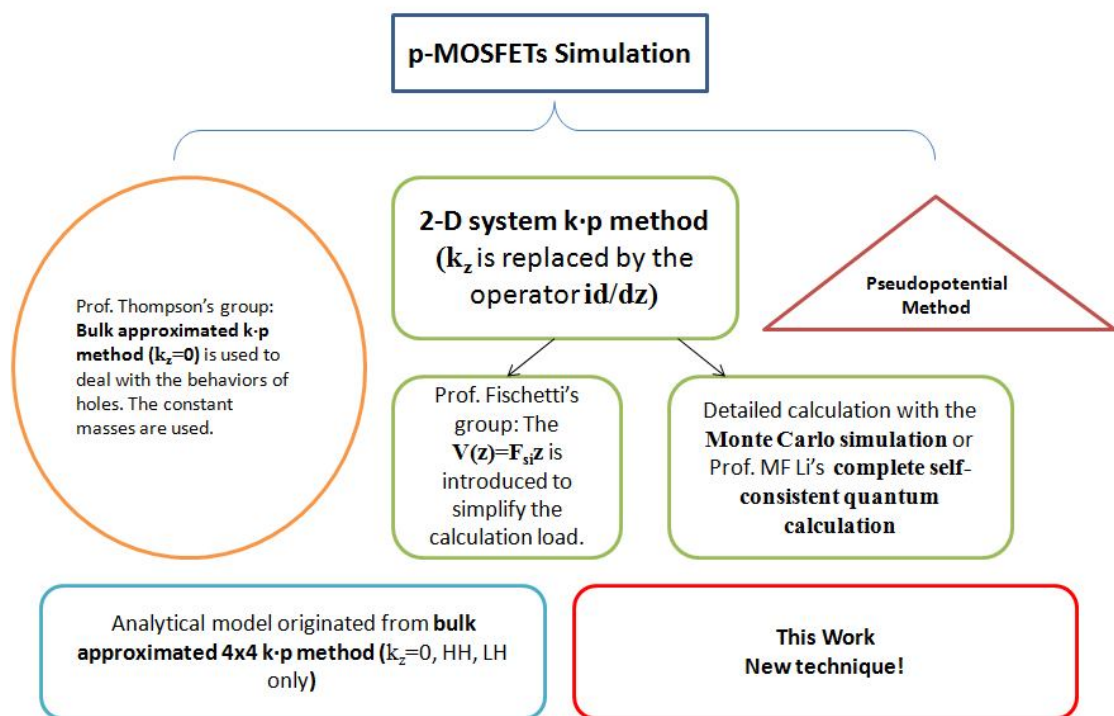 p-MOSFETs Simulation
Prof. Thompson's group:
Bulk approximated k·p
method (kz=0) is used to
deal with the behaviors of
holes. The constant
masses are used.
2-D system k·p method
(kz is replaced by the
operator id/dz)
Pseudopotential
Method
Prof. Fischetti's
group: The
V(z)=Fsiz is
introduced to
simplify the
calculation load.
Detailed calculation with the
Monte Carlo simulation or
Prof. MF Li's complete self-
consistent quantum
calculation
Analytical model originated from bulk
approximated 4x4 k·p method (kz=0, HH, LH
only)
This Work
New technique!